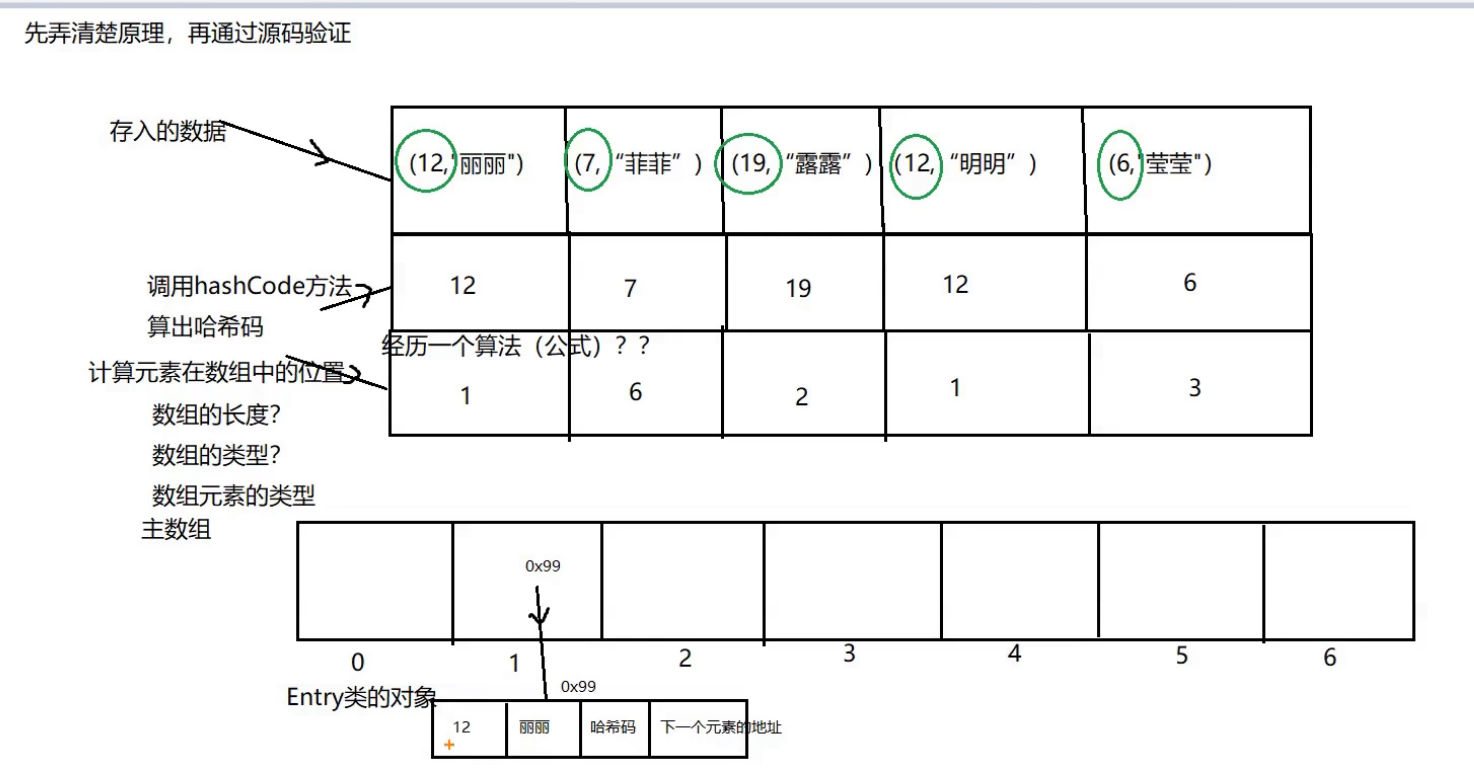 先弄清楚原理，再通过源码验证
存入的数据
(12,"丽丽") (7,“菲菲”) (19,“露露”) (12,“明明”) (6,"莹莹")
调用hashCode方法
算出哈希码
12 7 19 12 6
经历一个算法（公式）？？
计算元素在数组中的位置
1 6 2 1 3
数组的长度？
数组的类型？
数组元素的类型
主数组
0x99
0 1 2 3 4 5 6
Entry类的对象
0x99
12 丽丽 哈希码 下一个元素的地址